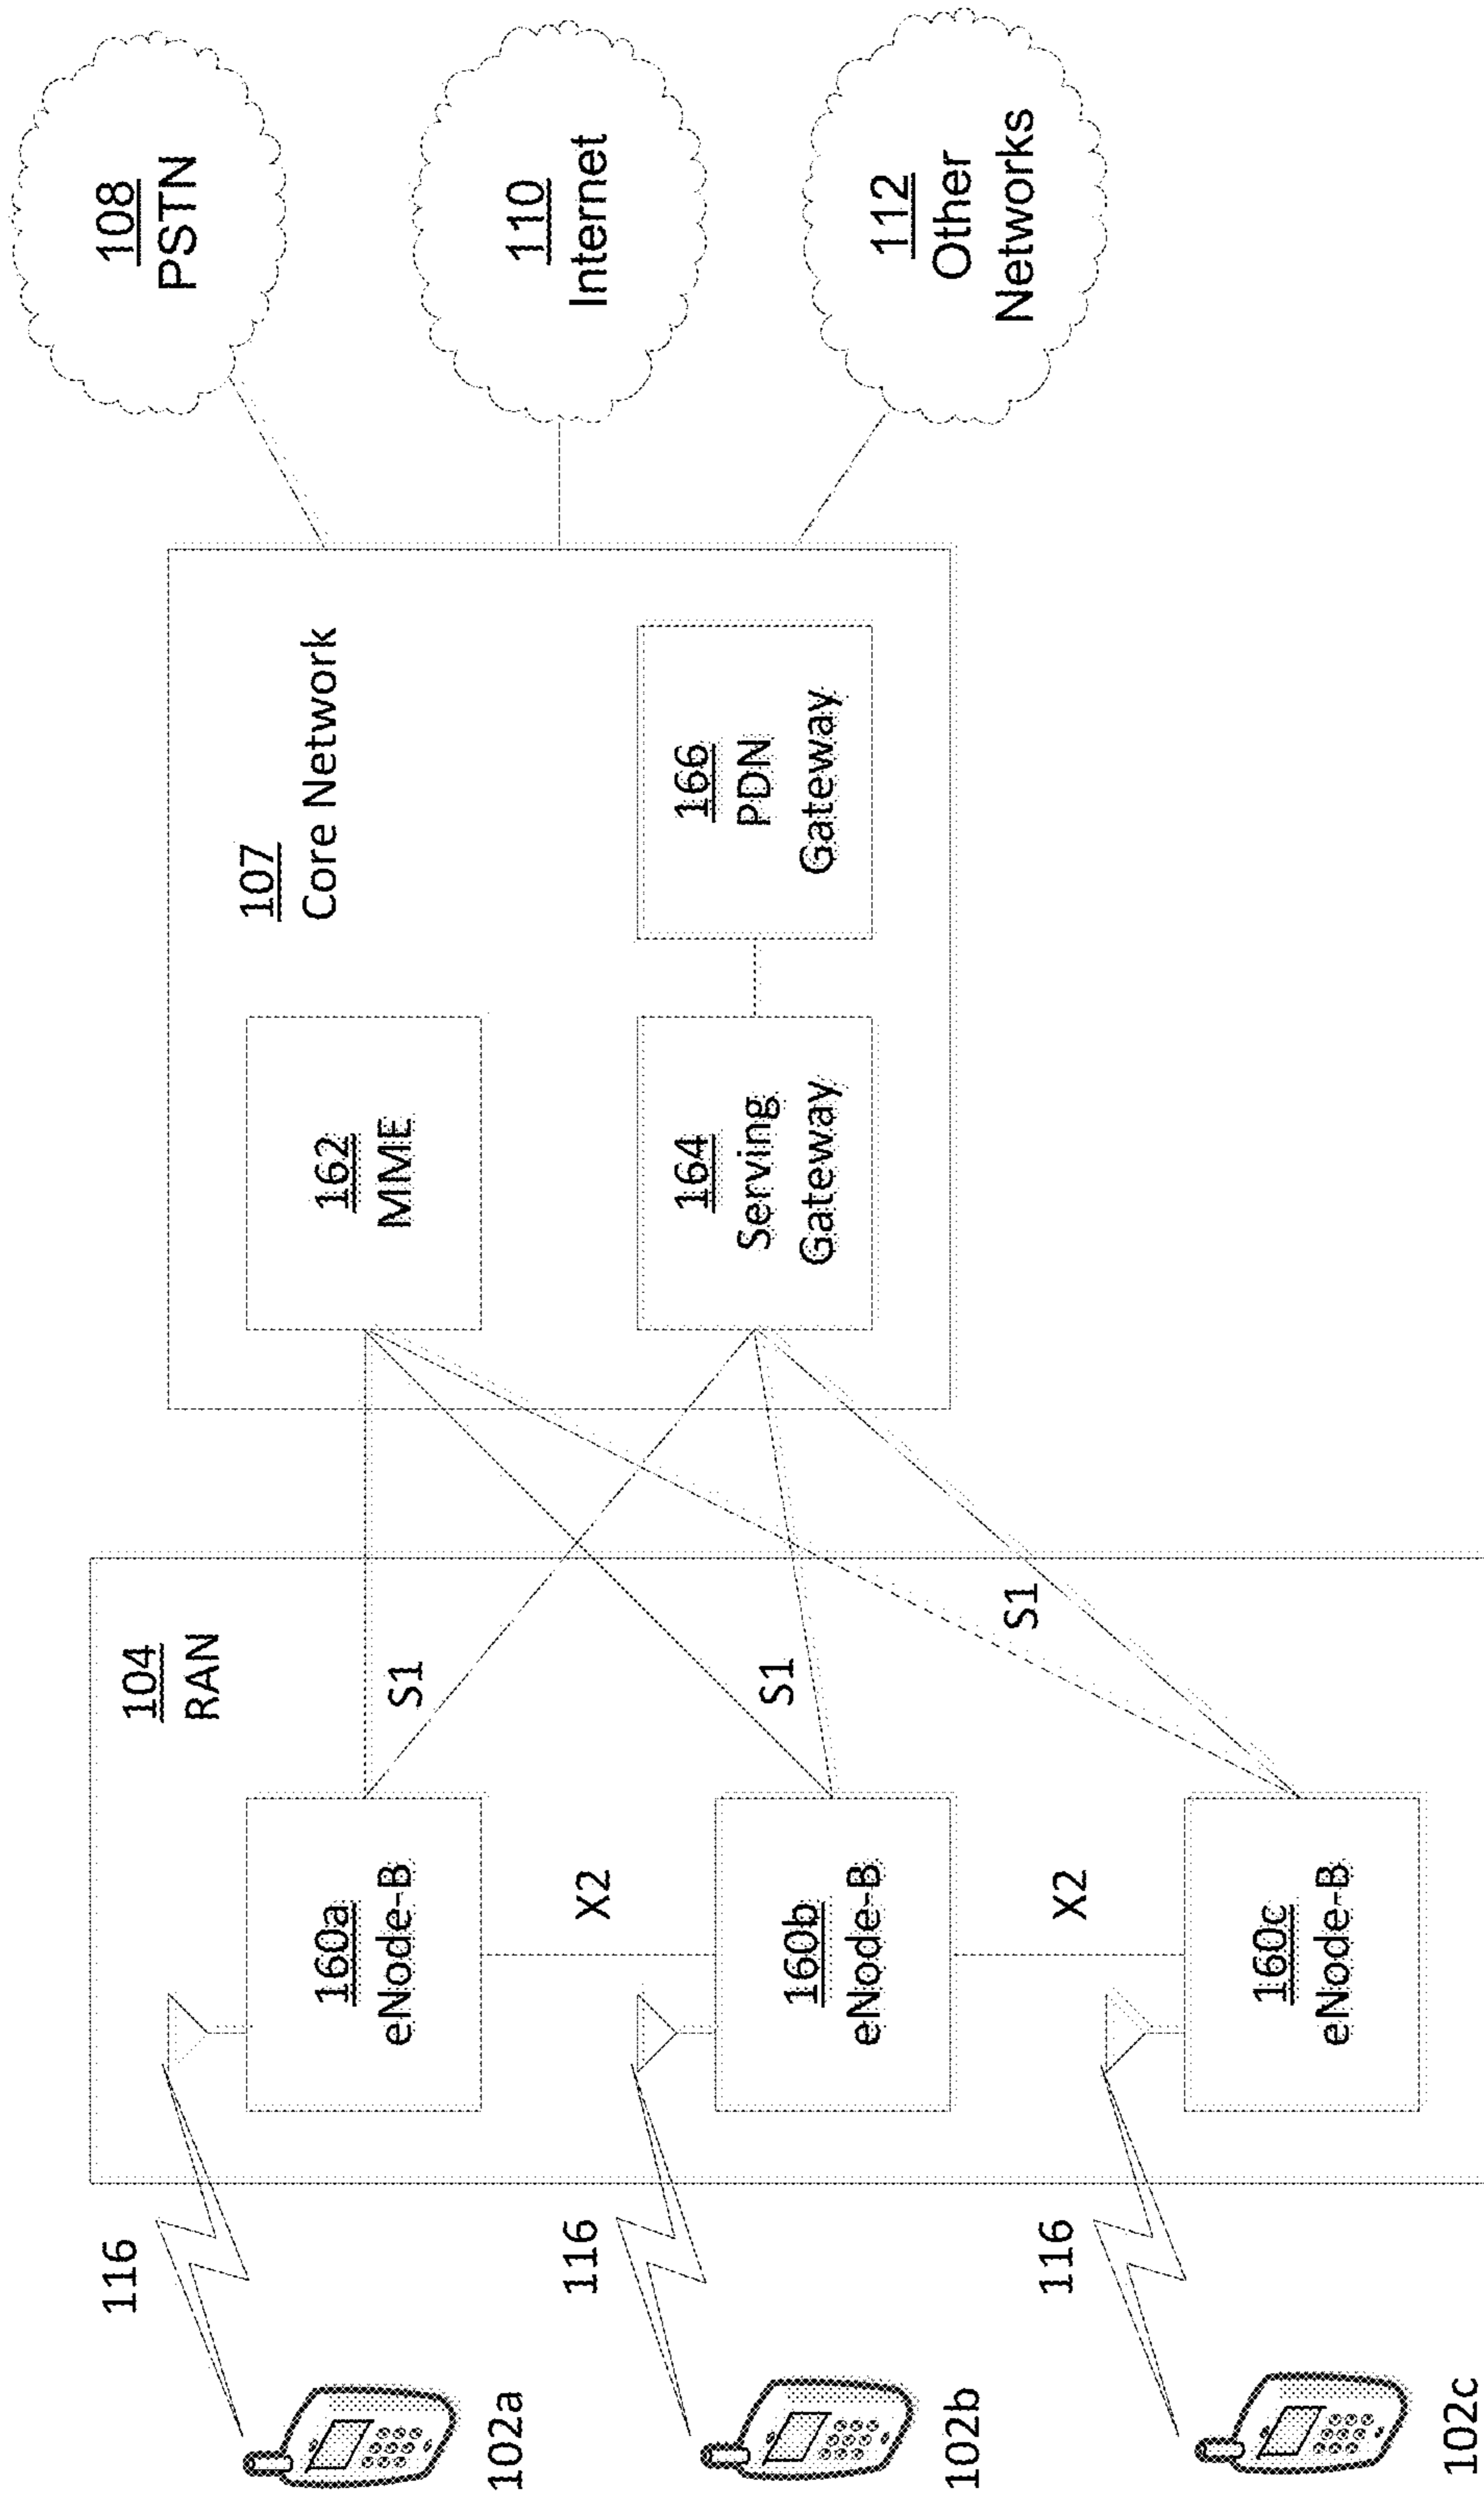 116
102a
116
102b
116
102c
104
RAN
160a
eNode-B
X2
160b
eNode-B
X2
160c
eNode-B
S1
S1
S1
107
Core Network
162
MME
164
Serving
Gateway
166
PDN
Gateway
108
PSTN
110
Internet
112
Other
Networks